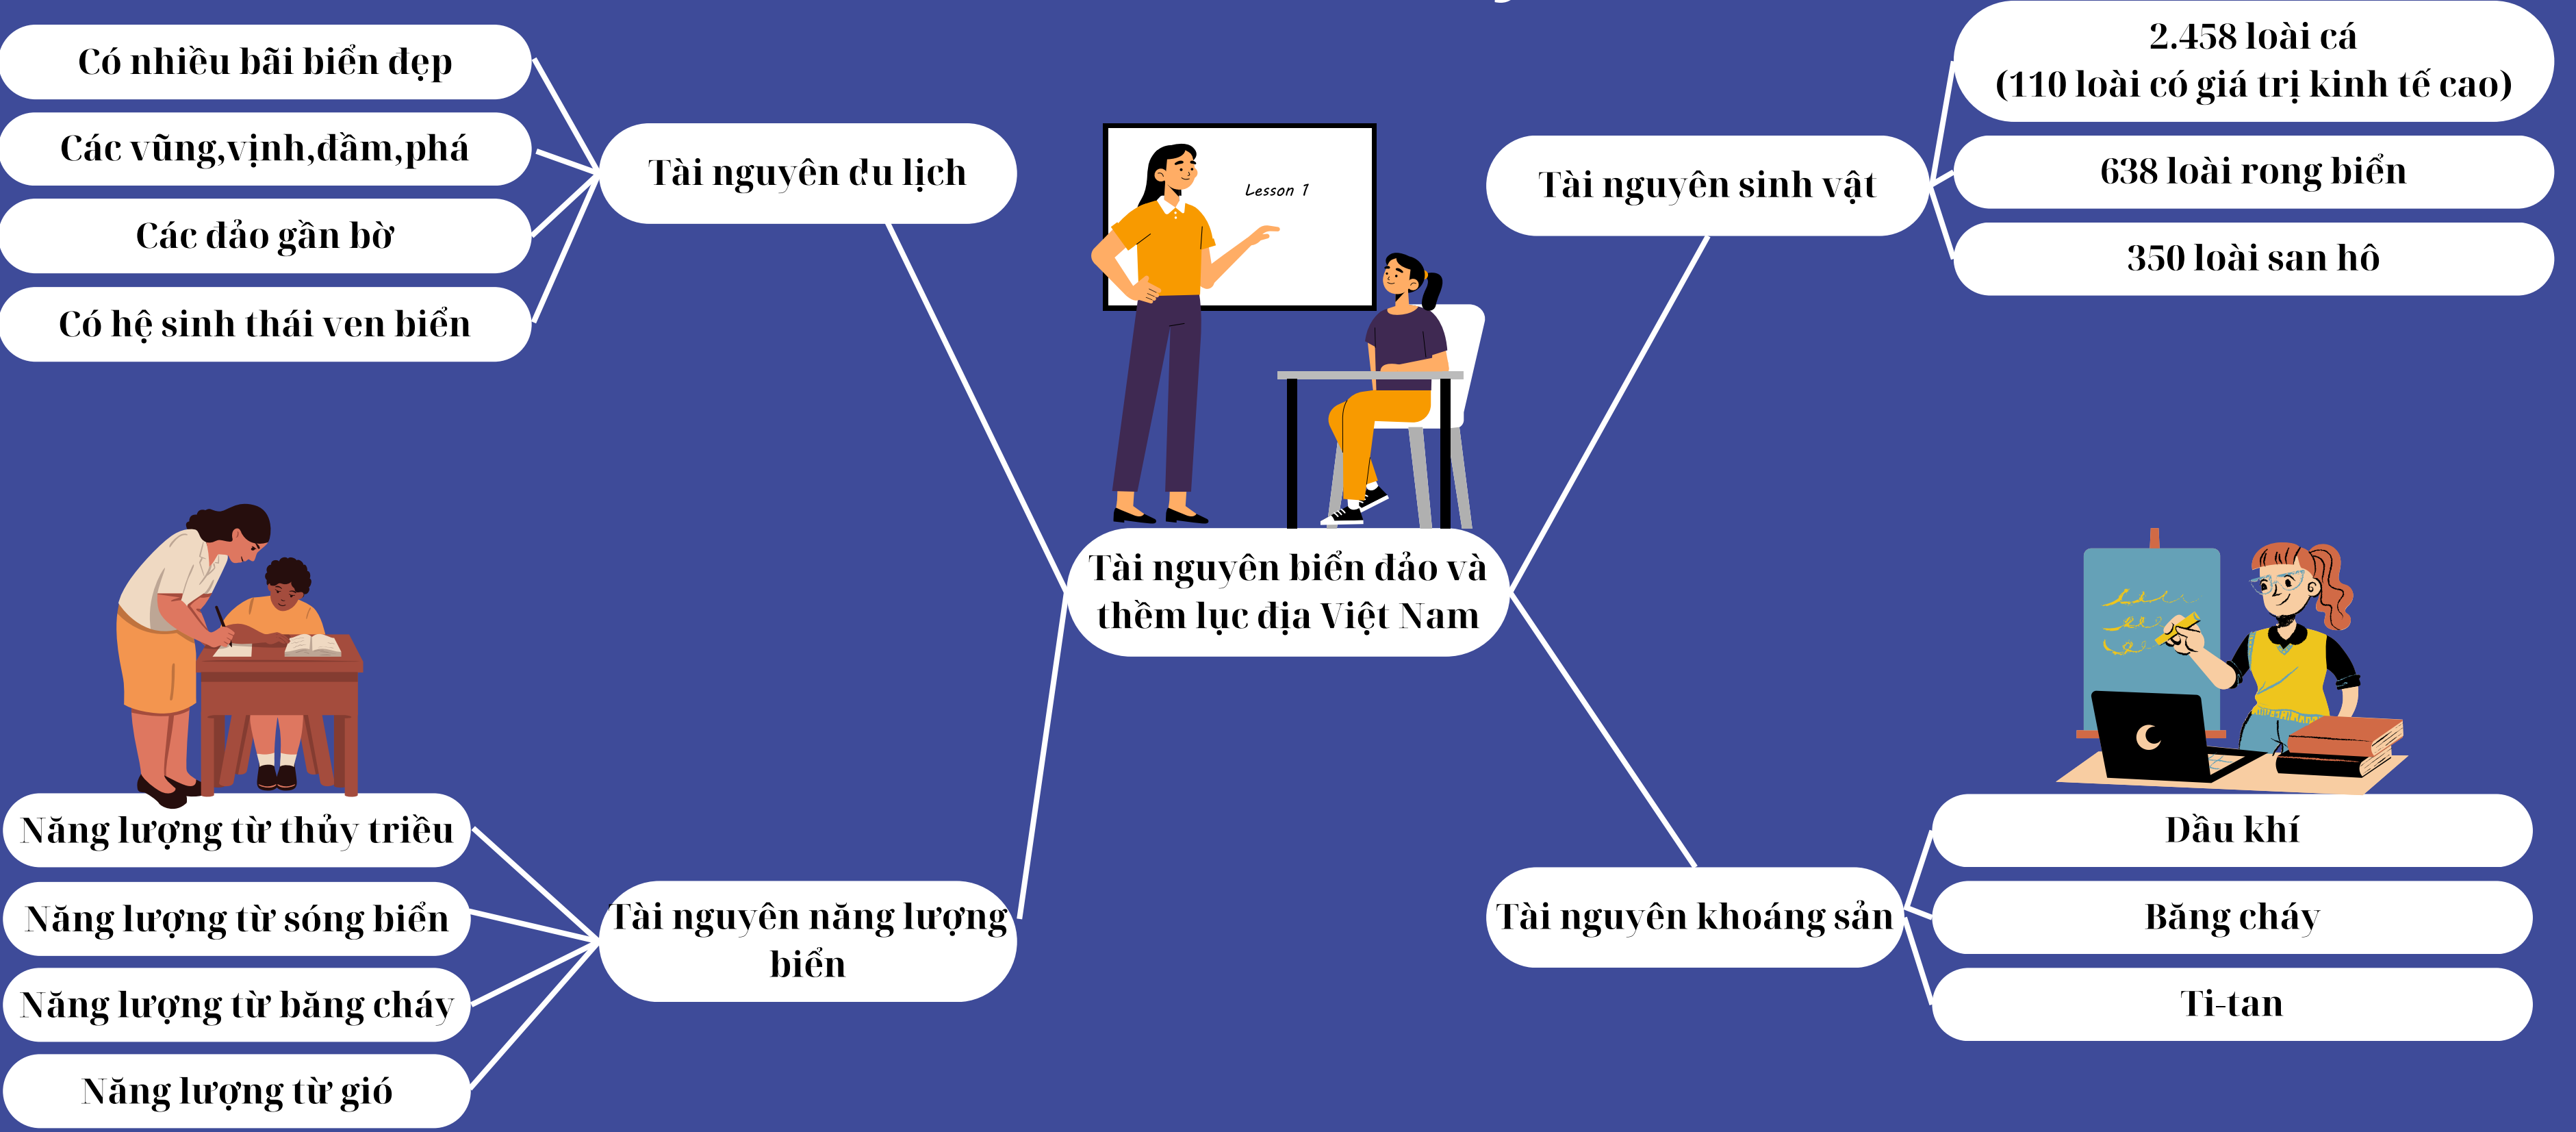 Có nhiều bãi biển đẹp
Các vũng,vịnh,đầm,phá
Các đảo gần bờ
Có hệ sinh thái ven biển
Tài nguyên du lịch
Lesson 1
Tài nguyên sinh vật
2.458 loài cá
(110 loài có giá trị kinh tế cao)
638 loài rong biển
350 loài san hô
Tài nguyên biển đảo và
thềm lục địa Việt Nam
Năng lượng từ thủy triều
Năng lượng từ sóng biển
Năng lượng từ băng cháy
Năng lượng từ gió
Tài nguyên năng lượng
biển
Tài nguyên khoáng sản
Dầu khí
Băng cháy
Ti-tan